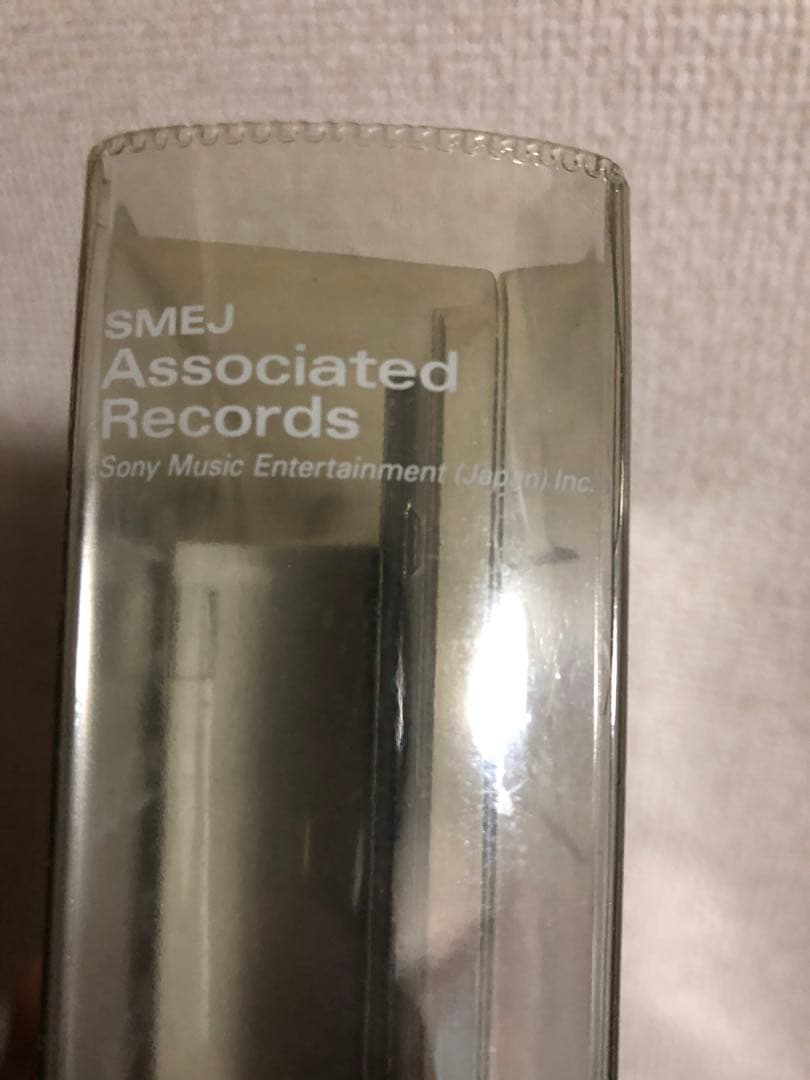 SMEJ
Associated
Records
Sony Music Entertainment (Japan) Inc.